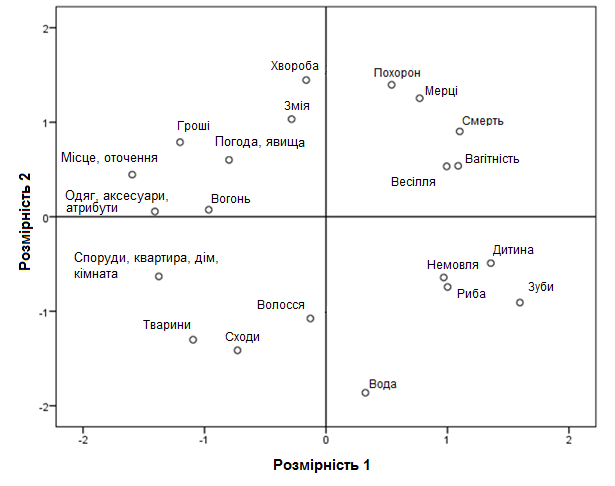 2
Хвороба
Похорон
Мерці
1
Змія
Смерть
Гроші
Погода, явища
Місце, оточення
Вагітність
Весілля
Одяг, аксесуари,
атрибути
Вогонь
0
Розмірність 2
Споруди, квартира, дім,
кімната
Дитина
Немовля
Риба
Зуби
-1
Волосся
Тварини
Сходи
Вода
-2
-2 -1 0 1 2
Розмірність 1